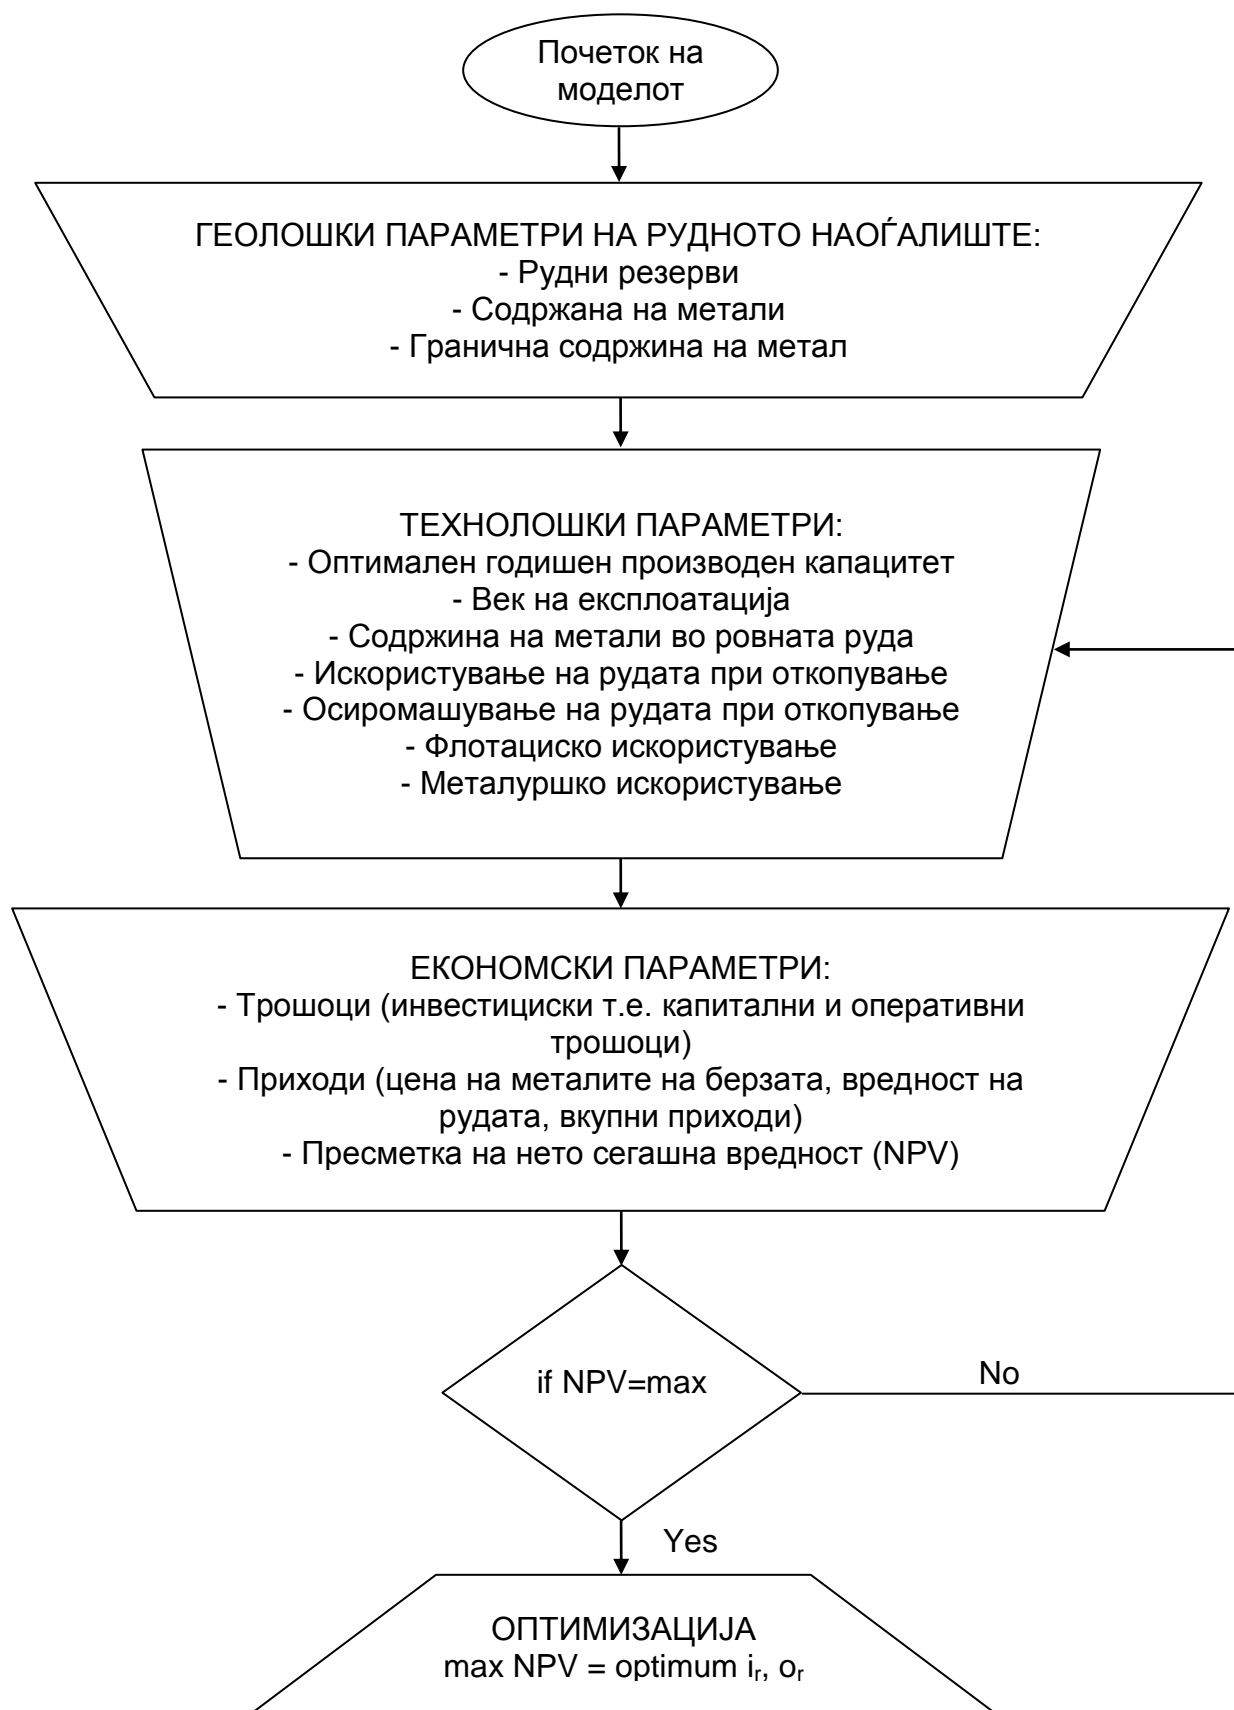 Почеток на
моделот
ГЕОЛОШКИ ПАРАМЕТРИ НА РУДНОТО НАОЃАЛИШТЕ:
- Рудни резерви
- Содржана на метали
- Гранична содржина на метал
ТЕХНОЛОШКИ ПАРАМЕТРИ:
- Оптимален годишен производен капацитет
- Век на експлоатација
- Содржина на метали во ровната руда
- Искористување на рудата при откопување
- Осиромашување на рудата при откопување
- Флотациско искористување
- Металуршко искористување
ЕКОНОМСКИ ПАРАМЕТРИ:
- Трошоци (инвестициски т.е. капитални и оперативни
трошоци)
- Приходи (цена на металите на берзата, вредност на
рудата, вкупни приходи)
- Пресметка на нето сегашна вредност (NPV)
if NPV=max
No
Yes
ОПТИМИЗАЦИЈА
max NPV = optimum iᵣ, oᵣ